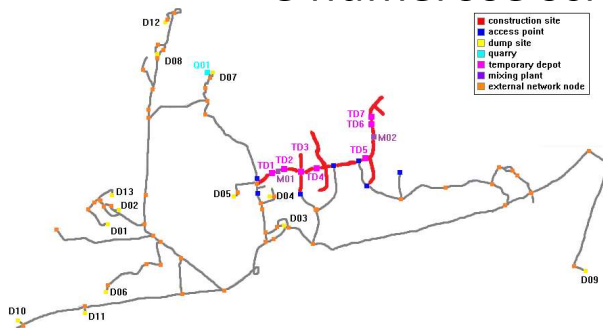 D12
D08
Q01
D07
construction site
access point
dump site
quarry
temporary depot
mixing plant
external network node
TD7
TD6
M02
TD3
TD2
TD1
M01
TD4
TD5
D13
D02
D01
D05
D04
D03
D06
D09
D10
D11